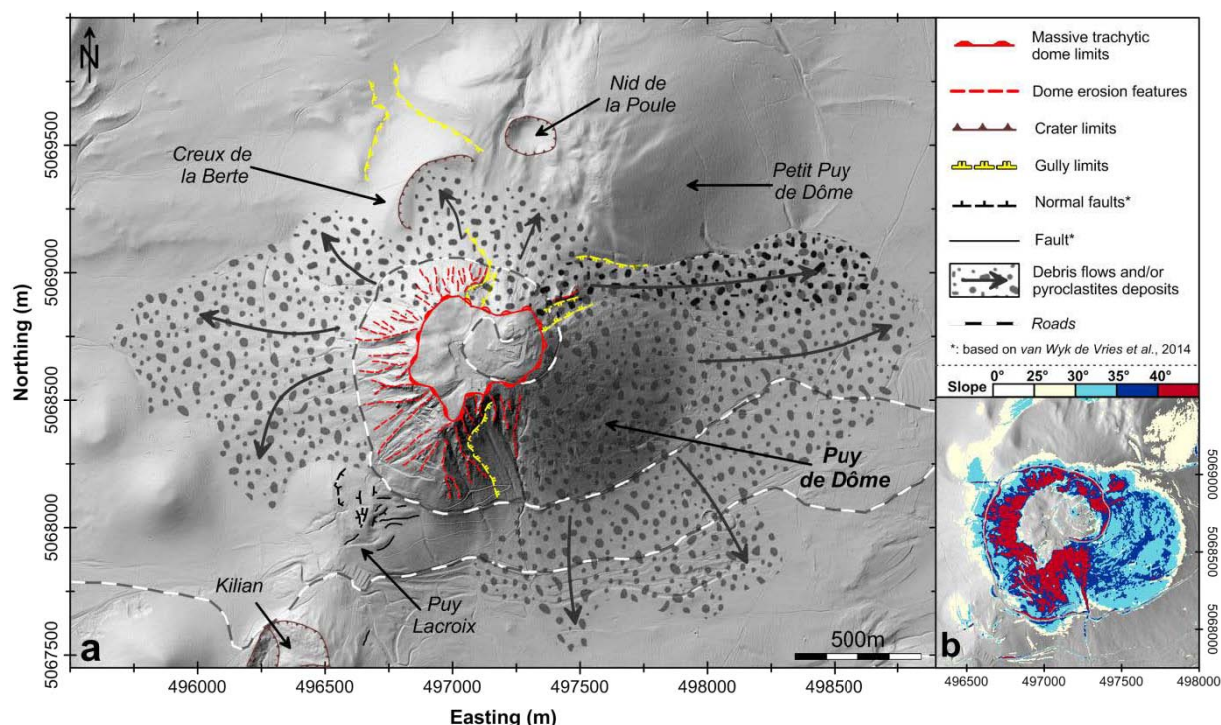 N
Nid de
la Poule
Creux de
la Berte
Petit Puy
de Dôme
Puy
de Dôme
Kilian
Puy
Lacroix
500m
a
Northing (m)
5069500
5069000
5068500
5068000
5067500
496000
496500
497000
497500
498000
498500
Easting (m)
Massive trachytic
dome limits
Dome erosion features
Crater limits
Gully limits
Normal faults*
Fault*
Debris flows and/or
pyroclastites deposits
Roads
*: based on van Wyk de Vries et al., 2014
Slope 0° 25° 30° 35° 40°
b
5069000
5068500
5068000
496500 497000 497500 498000